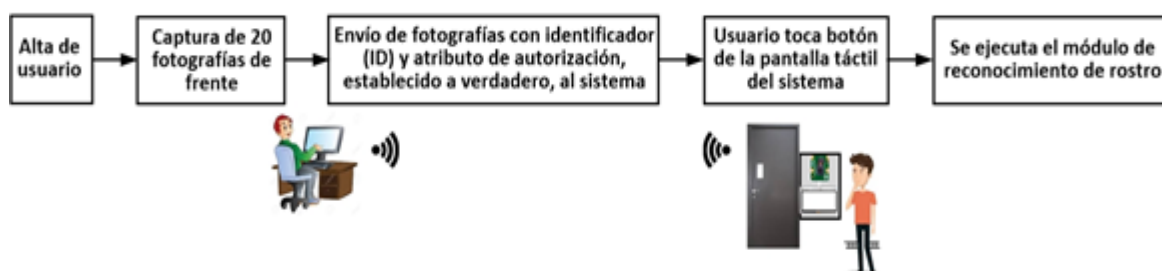 Alta de
usuario
Captura de 20
fotografías de
frente
Envío de fotografías con identificador
(ID) y atributo de autorización,
establecido a verdadero, al sistema
Usuario toca botón
de la pantalla táctil
del sistema
Se ejecuta el módulo de
reconocimiento de rostro